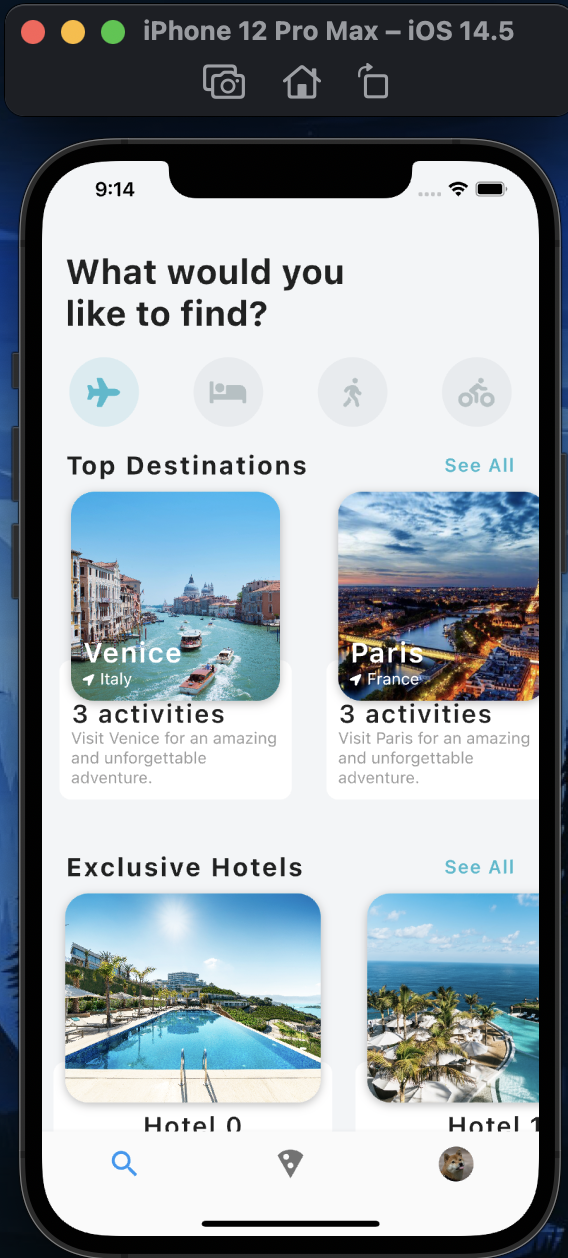 iPhone 12 Pro Max – iOS 14.5
9:14
What would you
like to find?
Top Destinations
See All
Venice
Italy
3 activities
Visit Venice for an amazing
and unforgettable
adventure.
Paris
France
3 activities
Visit Paris for an amazing
and unforgettable
adventure.
Exclusive Hotels
See All
Hotel 0
Hotel 1